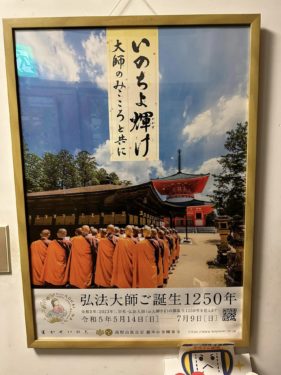 いのちよ輝け
大師のみこころと共に
弘法大師ご誕生1250年
令和5年5月14日[日]
7月9日[日]